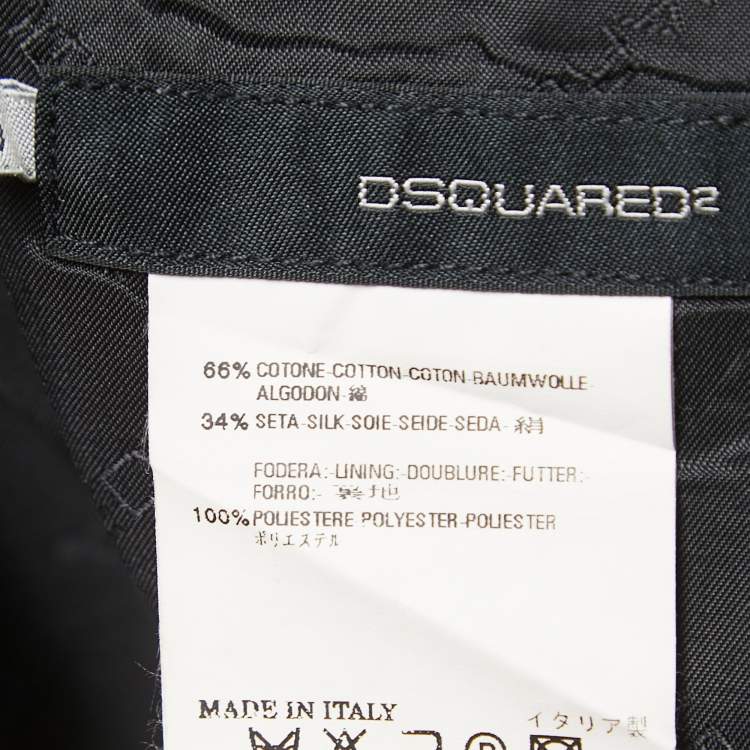 DSQUARED2
66% COTONE-COTTON-COTON-BAUMWOLLE-
ALGODON-綿
34% SETA-SILK-SOIE-SEIDE-SEDA-絹
FODERA:-LINING:-DOUBLURE:-FUTTER:-
FORRO:- 裏地
100% POLIESTERE-POLYESTER-POLIESTER
ポリエステル
MADE IN ITALY イタリア製
P